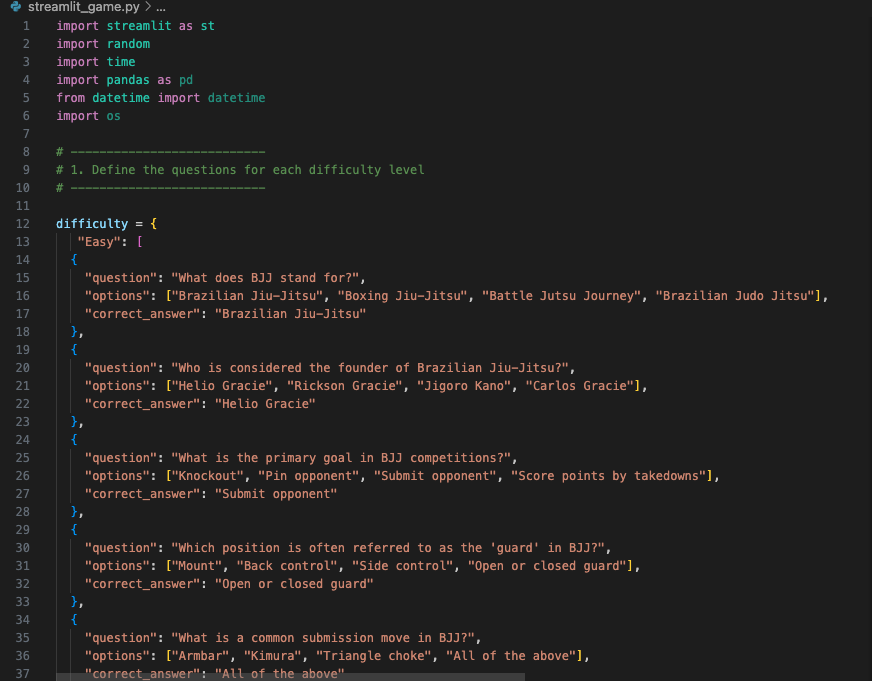 streamlit_game.py > ...
1 import streamlit as st
2 import random
3 import time
4 import pandas as pd
5 from datetime import datetime
6 import os
7
8 # ---------------------------
9 # 1. Define the questions for each difficulty level
10 # ---------------------------
11
12 difficulty = {
13 "Easy": [
14 {
15 "question": "What does BJJ stand for?",
16 "options": ["Brazilian Jiu-Jitsu", "Boxing Jiu-Jitsu", "Battle Jutsu Journey", "Brazilian Judo Jitsu"],
17 "correct_answer": "Brazilian Jiu-Jitsu"
18 },
19 {
20 "question": "Who is considered the founder of Brazilian Jiu-Jitsu?",
21 "options": ["Helio Gracie", "Rickson Gracie", "Jigoro Kano", "Carlos Gracie"],
22 "correct_answer": "Helio Gracie"
23 },
24 {
25 "question": "What is the primary goal in BJJ competitions?",
26 "options": ["Knockout", "Pin opponent", "Submit opponent", "Score points by takedowns"],
27 "correct_answer": "Submit opponent"
28 },
29 {
30 "question": "Which position is often referred to as the 'guard' in BJJ?",
31 "options": ["Mount", "Back control", "Side control", "Open or closed guard"],
32 "correct_answer": "Open or closed guard"
33 },
34 {
35 "question": "What is a common submission move in BJJ?",
36 "options": ["Armbar", "Kimura", "Triangle choke", "All of the above"],
37 "correct_answer": "All of the above"